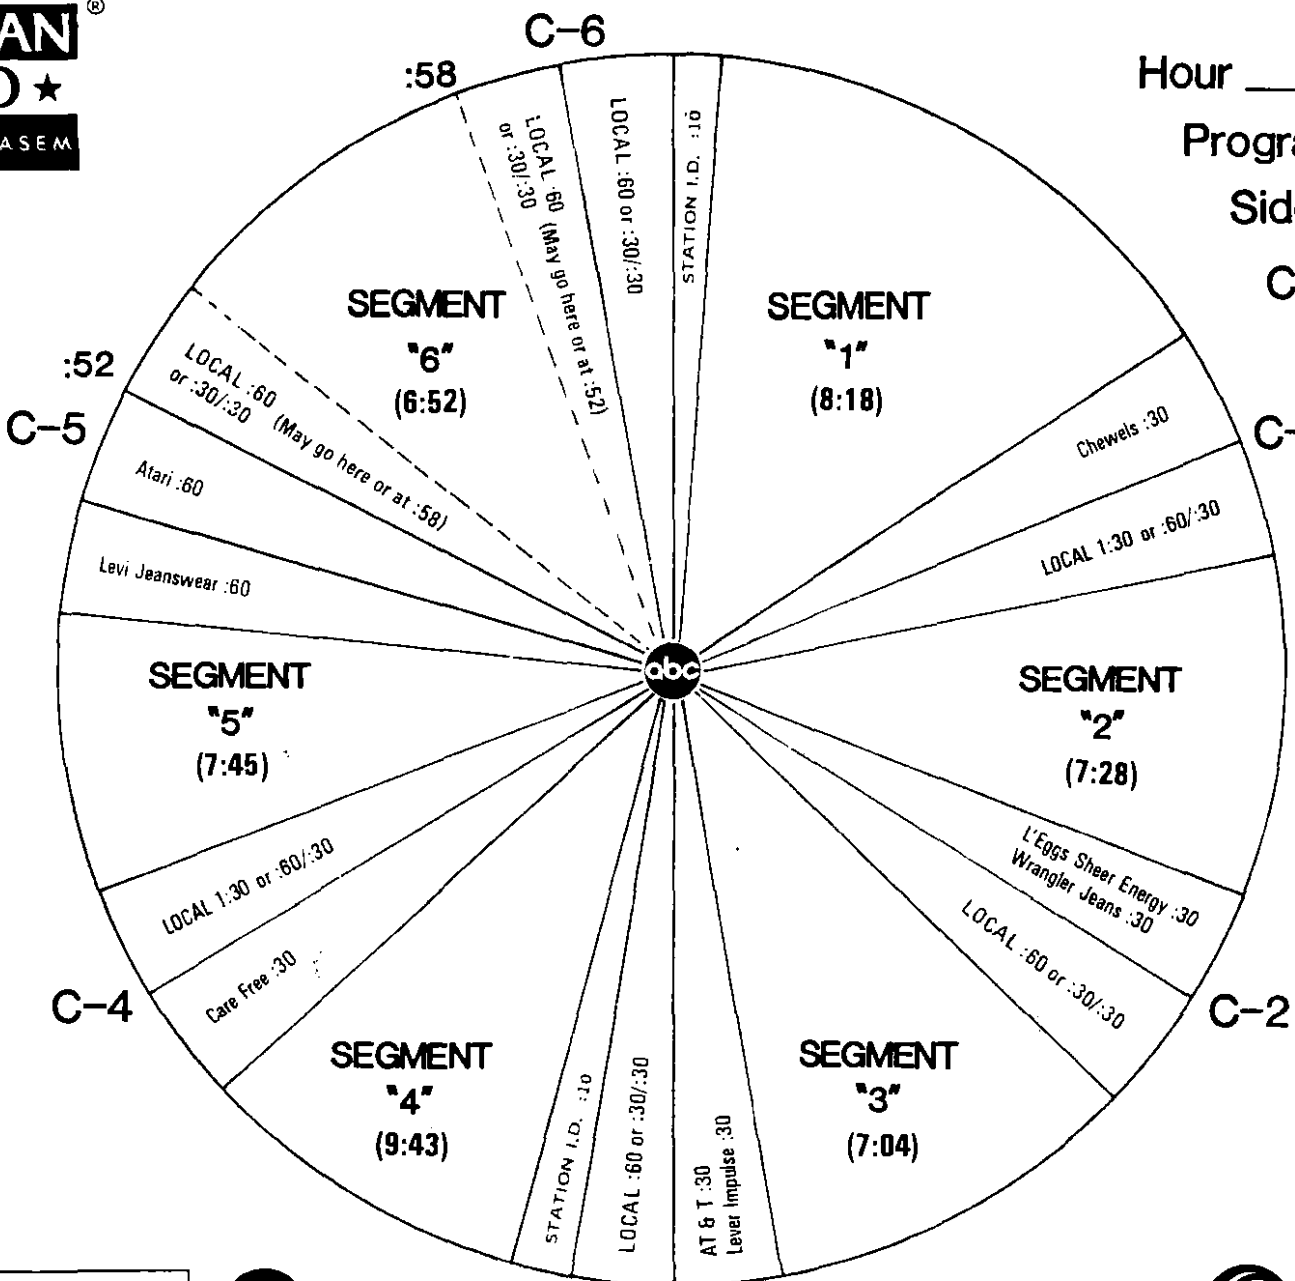 AN ®
C-6
:58
Hour
ASEM
LOCAL :60
or :30/:30 (May go here or at :52)
LOCAL :60 or :30/:30
STATION I.D. :10
SEGMENT
"6"
(6:52)
SEGMENT
"1"
(8:18)
:52
C-5
LOCAL :60
or :30/:30 (May go here or at :58)
Chewels :30
Atari :60
LOCAL 1:30 or :60/:30
Levi Jeanswear :60
abc
SEGMENT
"5"
(7:45)
SEGMENT
"2"
(7:28)
L'Eggs Sheer Energy :30
Wrangler Jeans :30
LOCAL 1:30 or :60/:30
LOCAL :60 or :30/:30
Care Free :30
C-4
C-2
SEGMENT
"4"
(9:43)
SEGMENT
"3"
(7:04)
STATION I.D. :10
LOCAL :60 or :30/:30
AT & T :30
Lever Impulse :30